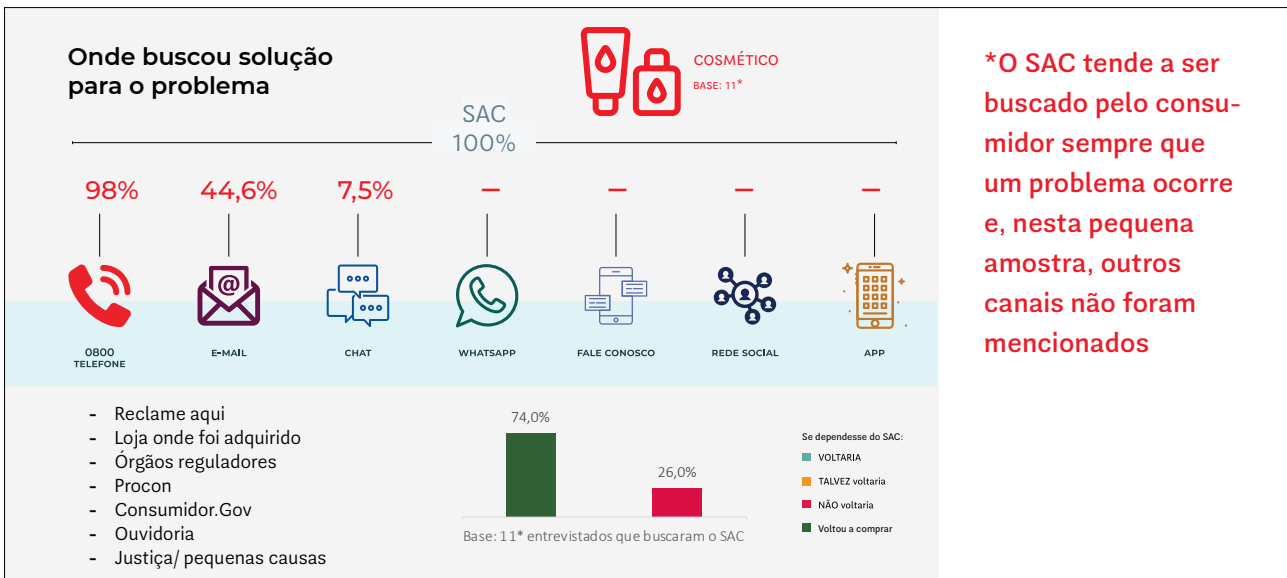 Onde buscou solução
para o problema
COSMÉTICO
BASE: 11*
SAC
100%
98%
44,6%
7,5%
–
–
–
–
@
0800
TELEFONE
E-MAIL
CHAT
WHATSAPP
FALE CONOSCO
REDE SOCIAL
APP
- Reclame aqui
- Loja onde foi adquirido
- Órgãos reguladores
- Procon
- Consumidor.Gov
- Ouvidoria
- Justiça/ pequenas causas
74,0%
26,0%
Base: 11* entrevistados que buscaram o SAC
Se dependesse do SAC:
VOLTARIA
TALVEZ voltaria
NÃO voltaria
Voltou a comprar
*O SAC tende a ser
buscado pelo consu-
midor sempre que
um problema ocorre
e, nesta pequena
amostra, outros
canais não foram
mencionados